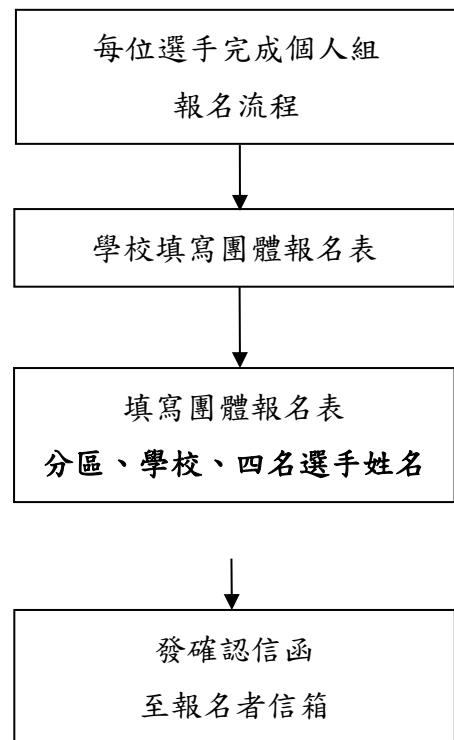 每位選手完成個人組
報名流程
學校填寫團體報名表
填寫團體報名表
分區、學校、四名選手姓名
發確認信函
至報名者信箱